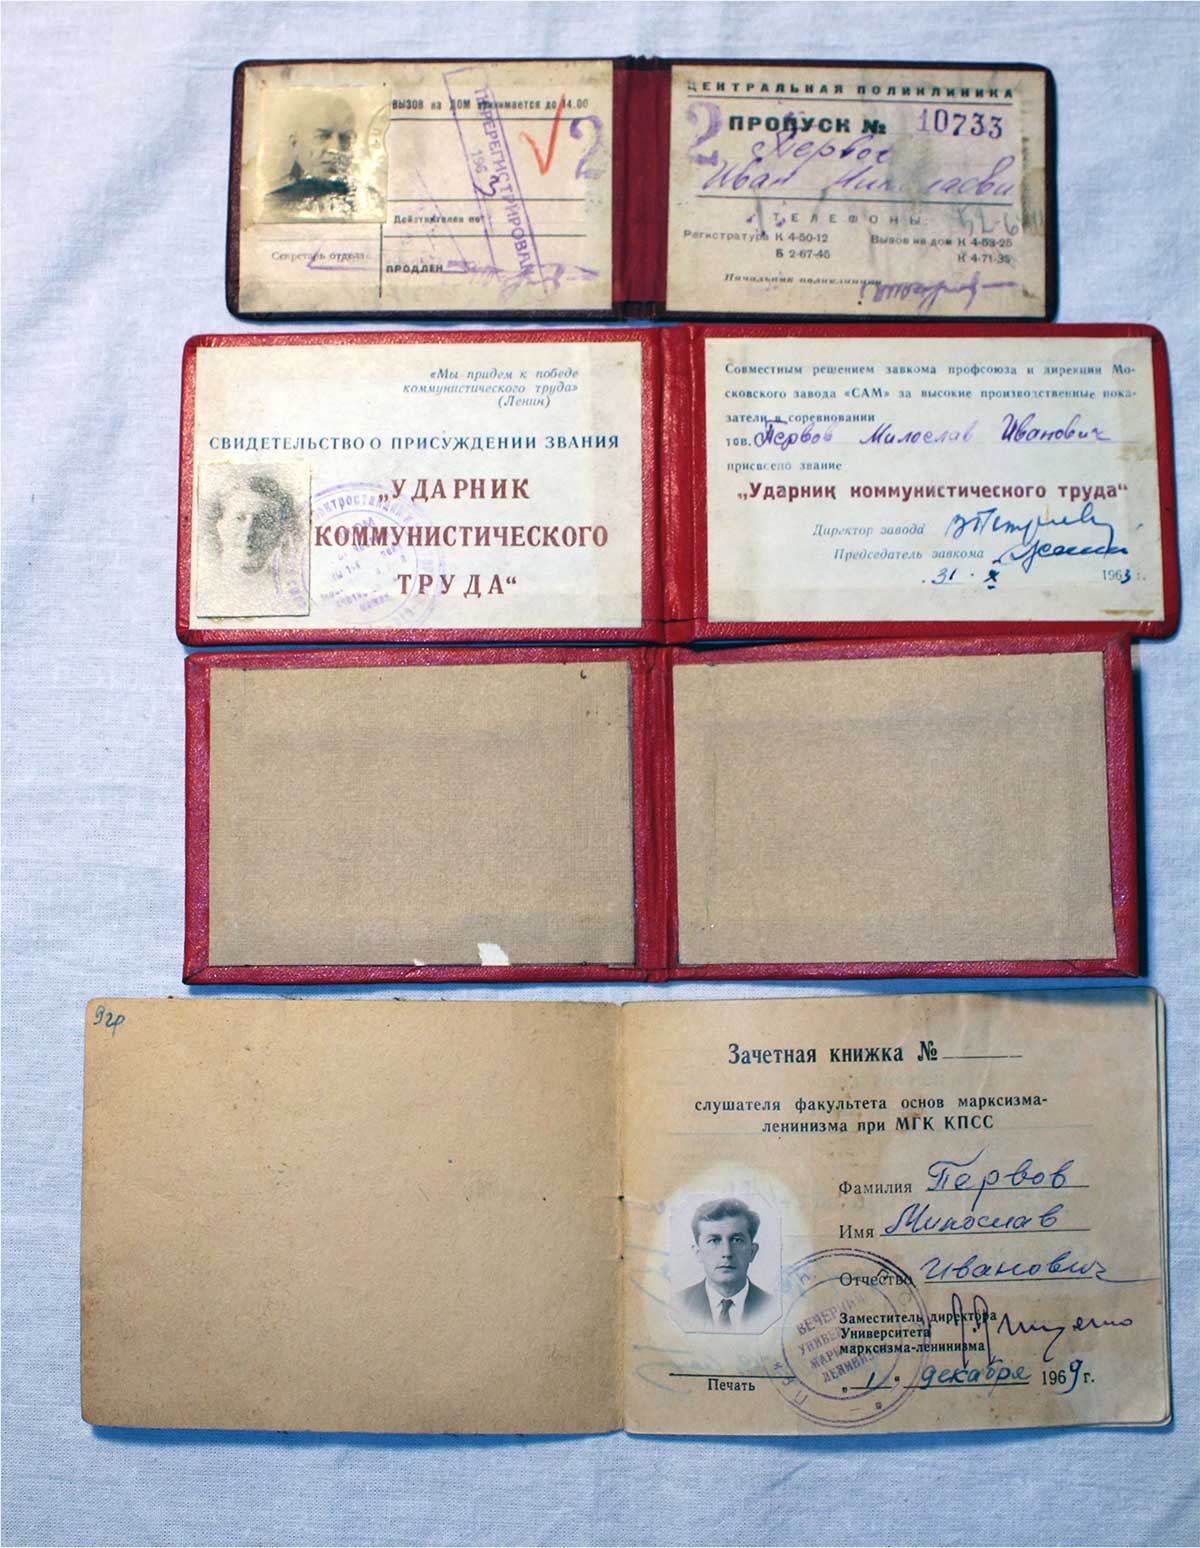 ВЫЗОВ на ДОМ принимается до 14.00
ПЕРЕРЕГИСТРИРОВАН
196
2
Действителен по
Секретарь отдела
ПРОДЛЕН
ЦЕНТРАЛЬНАЯ ПОЛИКЛИНИКА
2
ПРОПУСК № 10733
Первов
Иван Николаевич
ТЕЛЕФОНЫ:
Регистратура К 4-50-12 Вызов на дом К 4-53-25
Б 2-67-45 К 4-71-35
Начальник поликлиники
«Мы придем к победе
коммунистического труда»
(Ленин)
СВИДЕТЕЛЬСТВО О ПРИСУЖДЕНИИ ЗВАНИЯ
„УДАРНИК
КОММУНИСТИЧЕСКОГО
ТРУДА“
Совместным решением завкома профсоюза и дирекции Мо-
сковского завода «САМ» за высокие производственные пока-
затели в соревновании
тов. Первов Милослав Иванович
присвоено звание
„Ударник коммунистического труда“
Директор завода
Председатель завкома
31 X 1963 г.
9 гр
Зачетная книжка №
слушателя факультета основ марксизма-
ленинизма при МГК КПСС
Фамилия Первов
Имя Милослав
Отчество Иванович
Заместитель директора
Университета
марксизма-ленинизма
Печать „1" декабря 1969 г.
ВЕЧЕРНИЙ